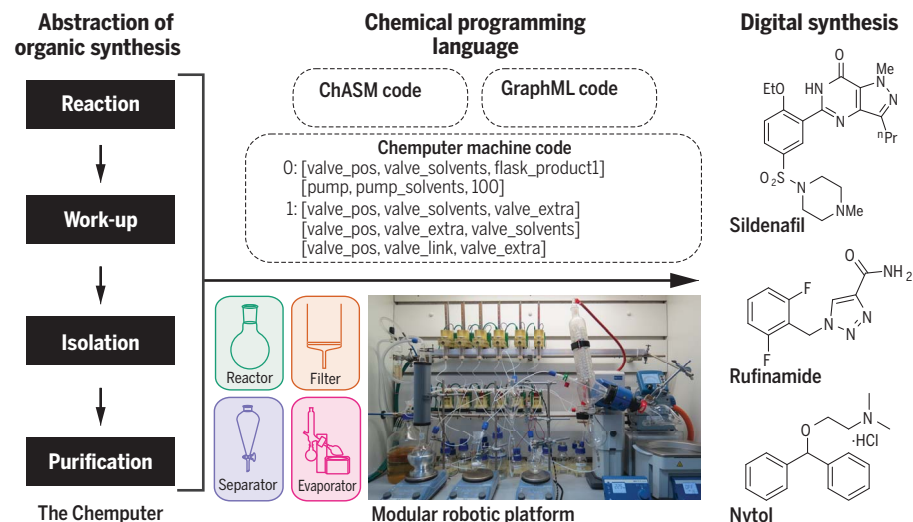 Abstraction of
organic synthesis
Reaction
Work-up
Isolation
Purification
The Chemputer
Chemical programming
language
ChASM code
GraphML code
Chemputer machine code
0: [valve_pos, valve_solvents, flask_product1]
[pump, pump_solvents, 100]
1: [valve_pos, valve_solvents, valve_extra]
[valve_pos, valve_extra, valve_solvents]
[valve_pos, valve_link, valve_extra]
Reactor
Filter
Separator
Evaporator
Modular robotic platform
Digital synthesis
O
Me
HN
N
N
EtO
N
nPr
S
O2
N
N
Me
Sildenafil
O
NH2
F
N
N
N
F
Rufinamide
N
O
·HCl
Nytol